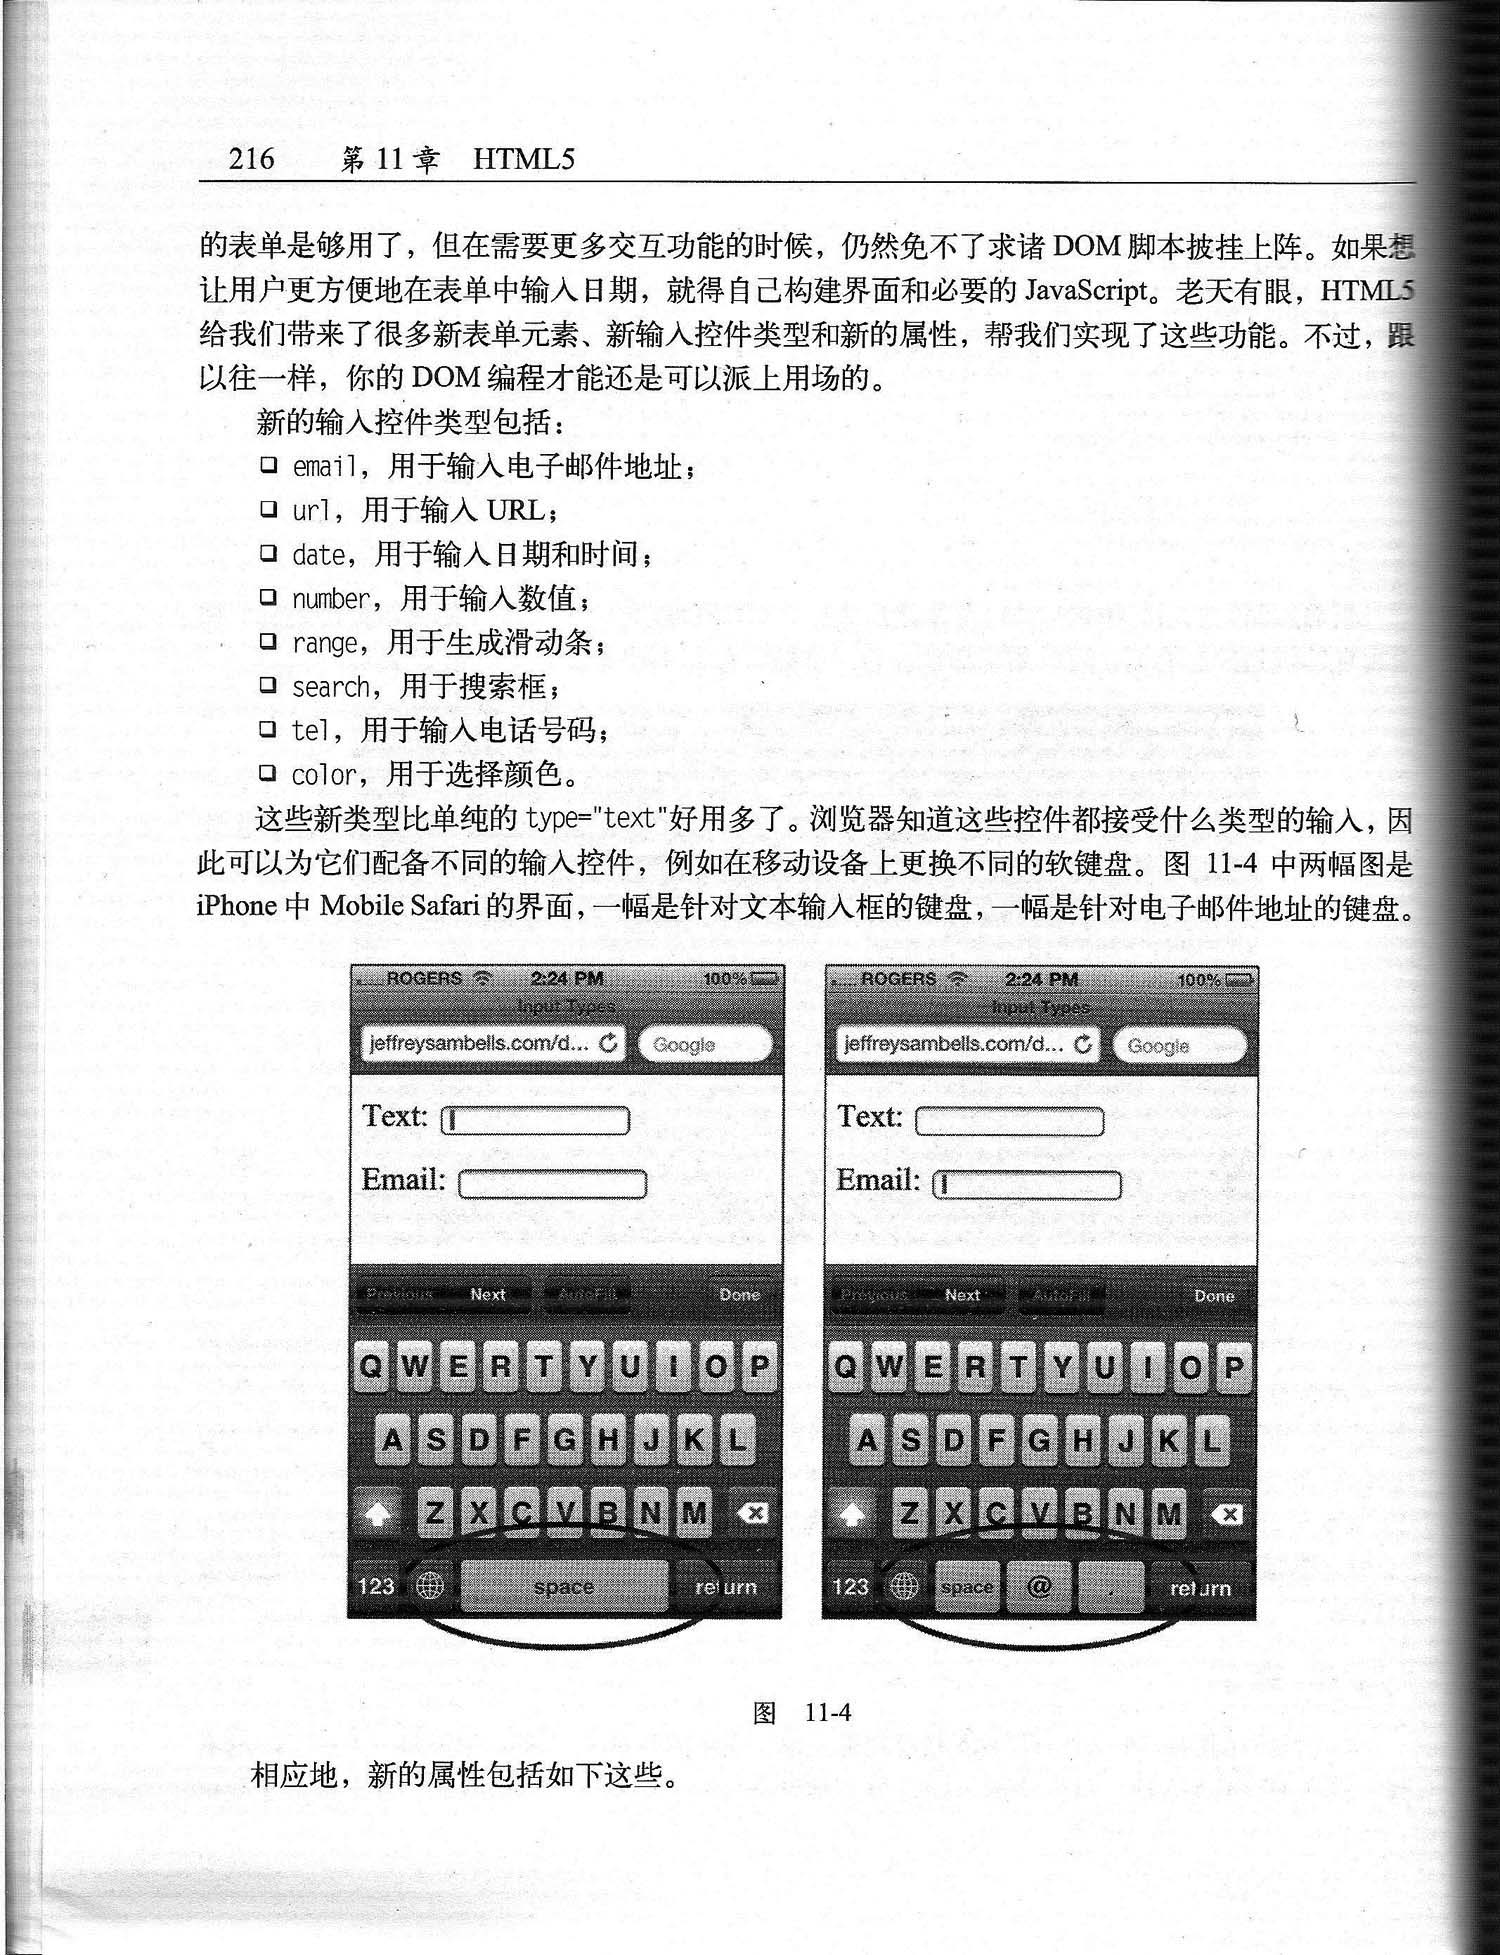 216 第 11 章 HTML5
的表单是够用了，但在需要更多交互功能的时候，仍然免不了求诸 DOM 脚本披挂上阵。如果想
让用户更方便地在表单中输入日期，就得自己构建界面和必要的 JavaScript。老天有眼，HTML5
给我们带来了很多新表单元素、新输入控件类型和新的属性，帮我们实现了这些功能。不过，跟
以往一样，你的 DOM 编程才能还是可以派上用场的。
新的输入控件类型包括：
❑ email，用于输入电子邮件地址；
❑ url，用于输入 URL；
❑ date，用于输入日期和时间；
❑ number，用于输入数值；
❑ range，用于生成滑动条；
❑ search，用于搜索框；
❑ tel，用于输入电话号码；
❑ color，用于选择颜色。
这些新类型比单纯的 type="text"好用多了。浏览器知道这些控件都接受什么类型的输入，因
此可以为它们配备不同的输入控件，例如在移动设备上更换不同的软键盘。图 11-4 中两幅图是
iPhone 中 Mobile Safari 的界面，一幅是针对文本输入框的键盘，一幅是针对电子邮件地址的键盘。
ROGERS 2:24 PM 100%
Input Types
jeffreysambells.com/d... Google
Text:
Email:
Previous Next AutoFill Done
Q W E R T Y U I O P
A S D F G H J K L
Z X C V B N M
123 space return
ROGERS 2:24 PM 100%
Input Types
jeffreysambells.com/d... Google
Text:
Email:
Previous Next AutoFill Done
Q W E R T Y U I O P
A S D F G H J K L
Z X C V B N M
123 space @ . return
图 11-4
相应地，新的属性包括如下这些。